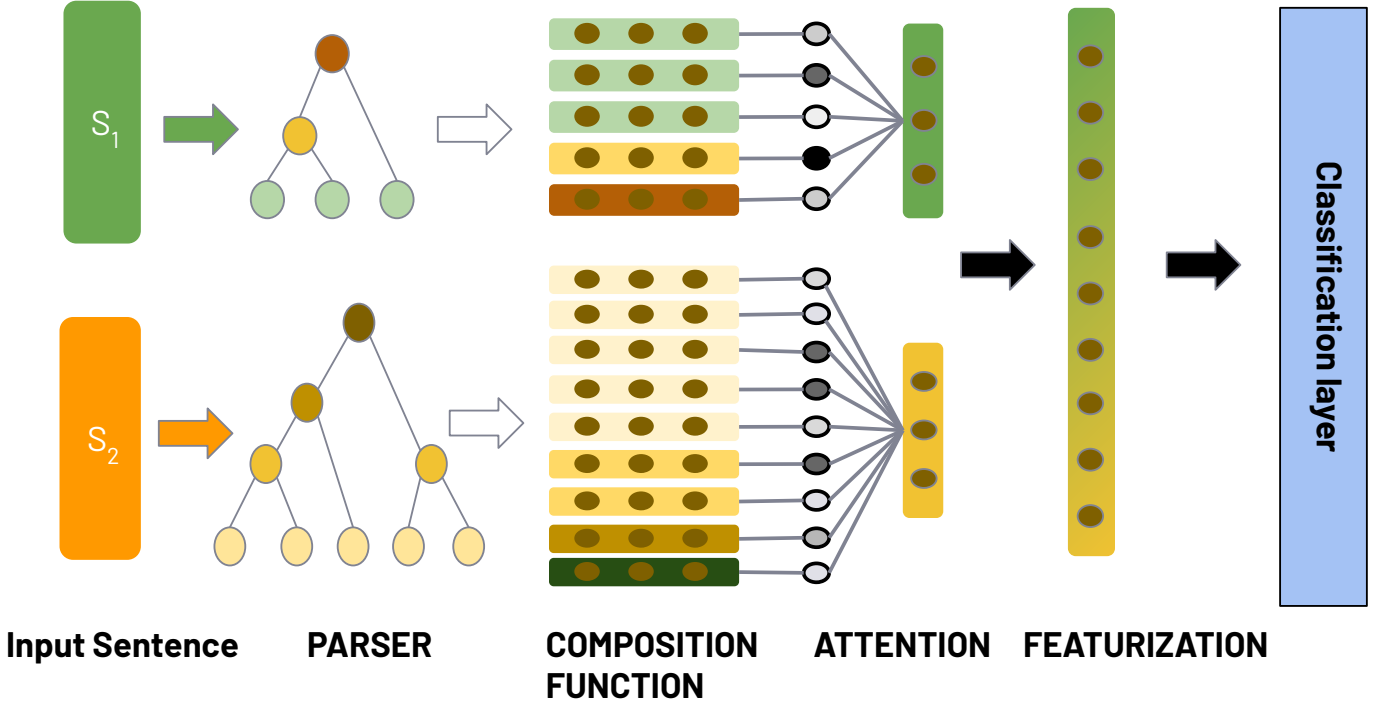 S1
S2
Classification layer
Input Sentence
PARSER
COMPOSITION
FUNCTION
ATTENTION
FEATURIZATION